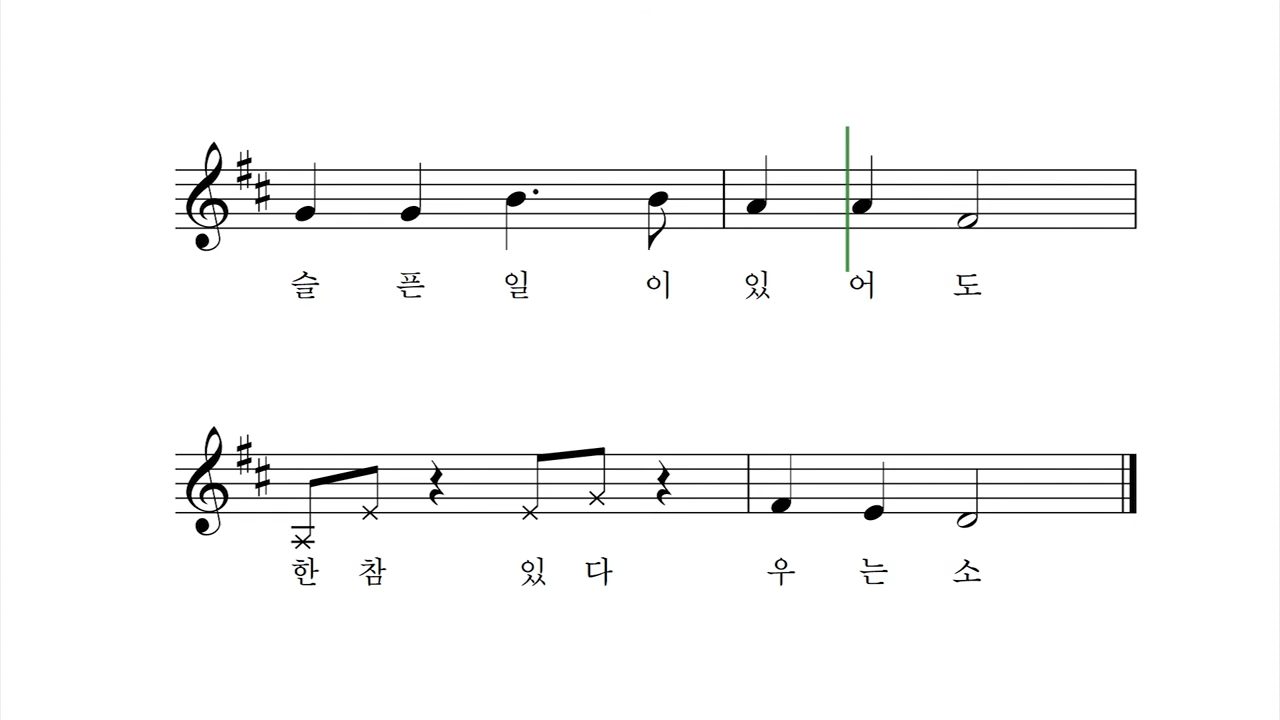 슬 픈 일 이 있 어 도
한 참 있 다 우 는 소